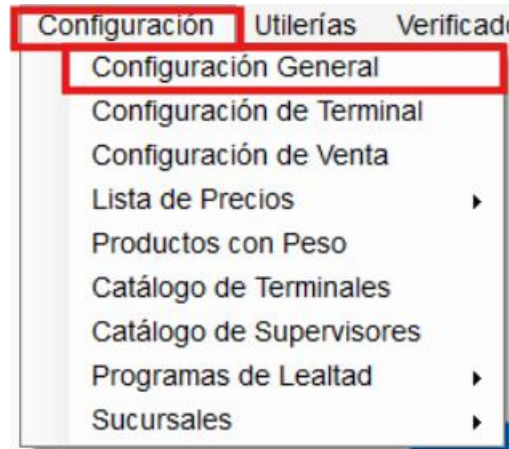 Configuración Utilerías
Configuración General
Configuración de Terminal
Configuración de Venta
Lista de Precios
Productos con Peso
Catálogo de Terminales
Catálogo de Supervisores
Programas de Lealtad
Sucursales